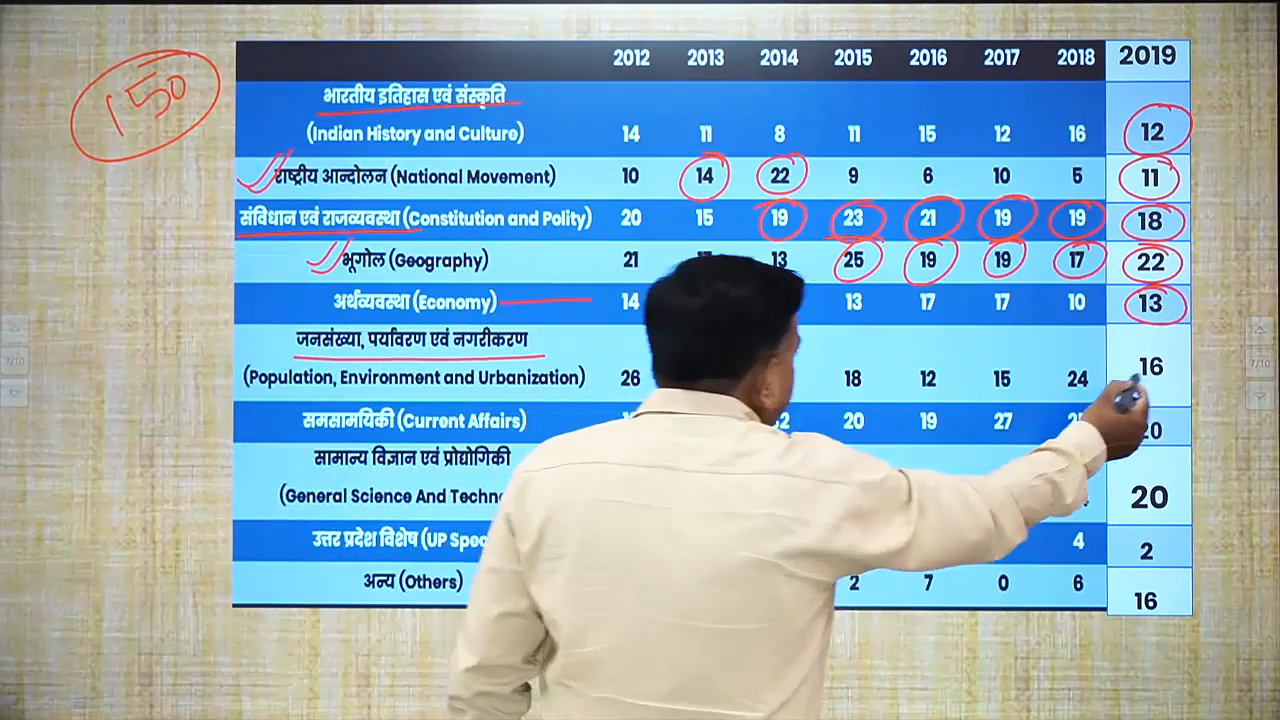 150
2012 2013 2014 2015 2016 2017 2018 2019
भारतीय इतिहास एवं संस्कृति
(Indian History and Culture) 14 11 8 11 15 12 16 12
राष्ट्रीय आन्दोलन (National Movement) 10 14 22 9 6 10 5 11
संविधान एवं राजव्यवस्था (Constitution and Polity) 20 15 19 23 21 19 19 18
भूगोल (Geography) 21 13 25 19 19 17 22
अर्थव्यवस्था (Economy) 14 13 17 17 10 13
जनसंख्या, पर्यावरण एवं नगरीकरण
(Population, Environment and Urbanization) 26 18 12 15 24 16
समसामयिकी (Current Affairs) 20 19 27 20
सामान्य विज्ञान एवं प्रोद्योगिकी
(General Science And 20
उत्तर प्रदेश विशेष (UP 4 2
अन्य (Others) 2 7 0 6 16
7/10 7/10